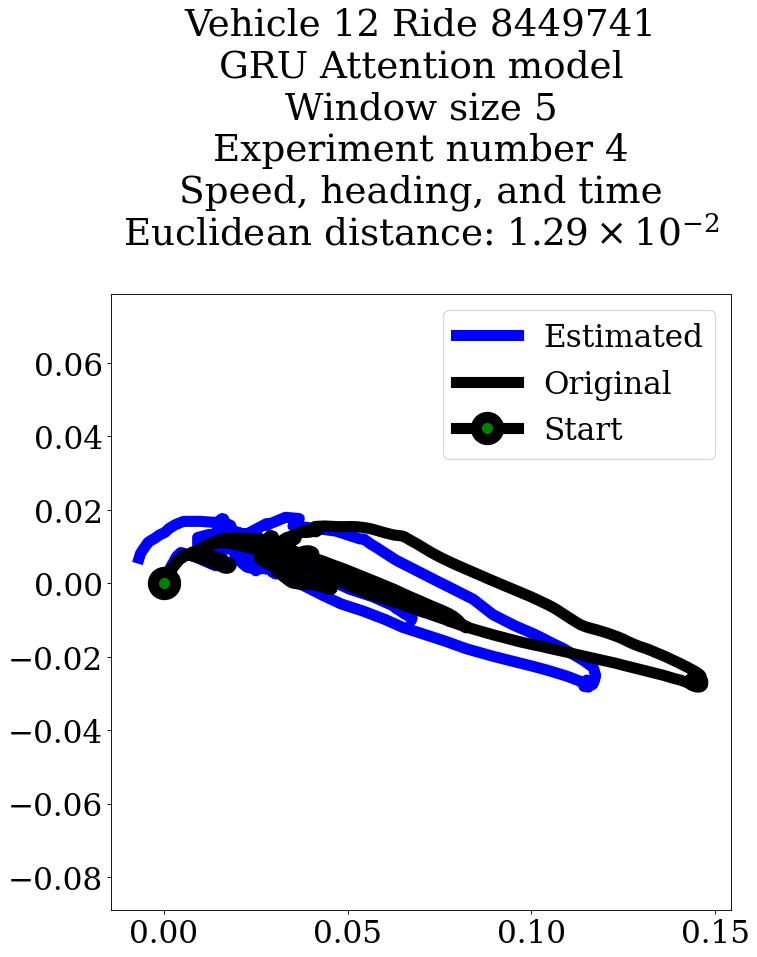 Vehicle 12 Ride 8449741
GRU Attention model
Window size 5
Experiment number 4
Speed, heading, and time
Euclidean distance: 1.29 × 10⁻²
Estimated
Original
Start
0.06
0.04
0.02
0.00
−0.02
−0.04
−0.06
−0.08
0.00 0.05 0.10 0.15